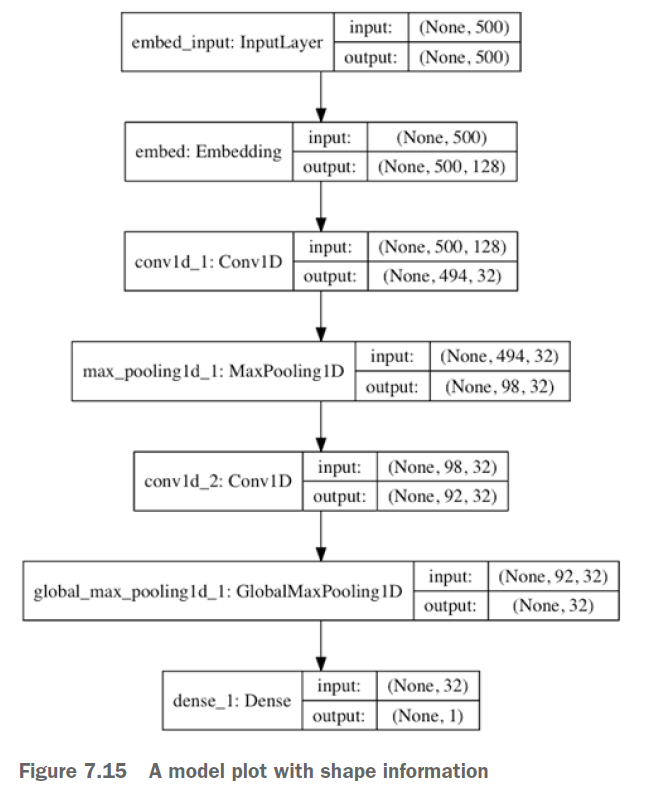 embed_input: InputLayer
input: (None, 500)
output: (None, 500)
embed: Embedding
input: (None, 500)
output: (None, 500, 128)
conv1d_1: Conv1D
input: (None, 500, 128)
output: (None, 494, 32)
max_pooling1d_1: MaxPooling1D
input: (None, 494, 32)
output: (None, 98, 32)
conv1d_2: Conv1D
input: (None, 98, 32)
output: (None, 92, 32)
global_max_pooling1d_1: GlobalMaxPooling1D
input: (None, 92, 32)
output: (None, 32)
dense_1: Dense
input: (None, 32)
output: (None, 1)
Figure 7.15 A model plot with shape information